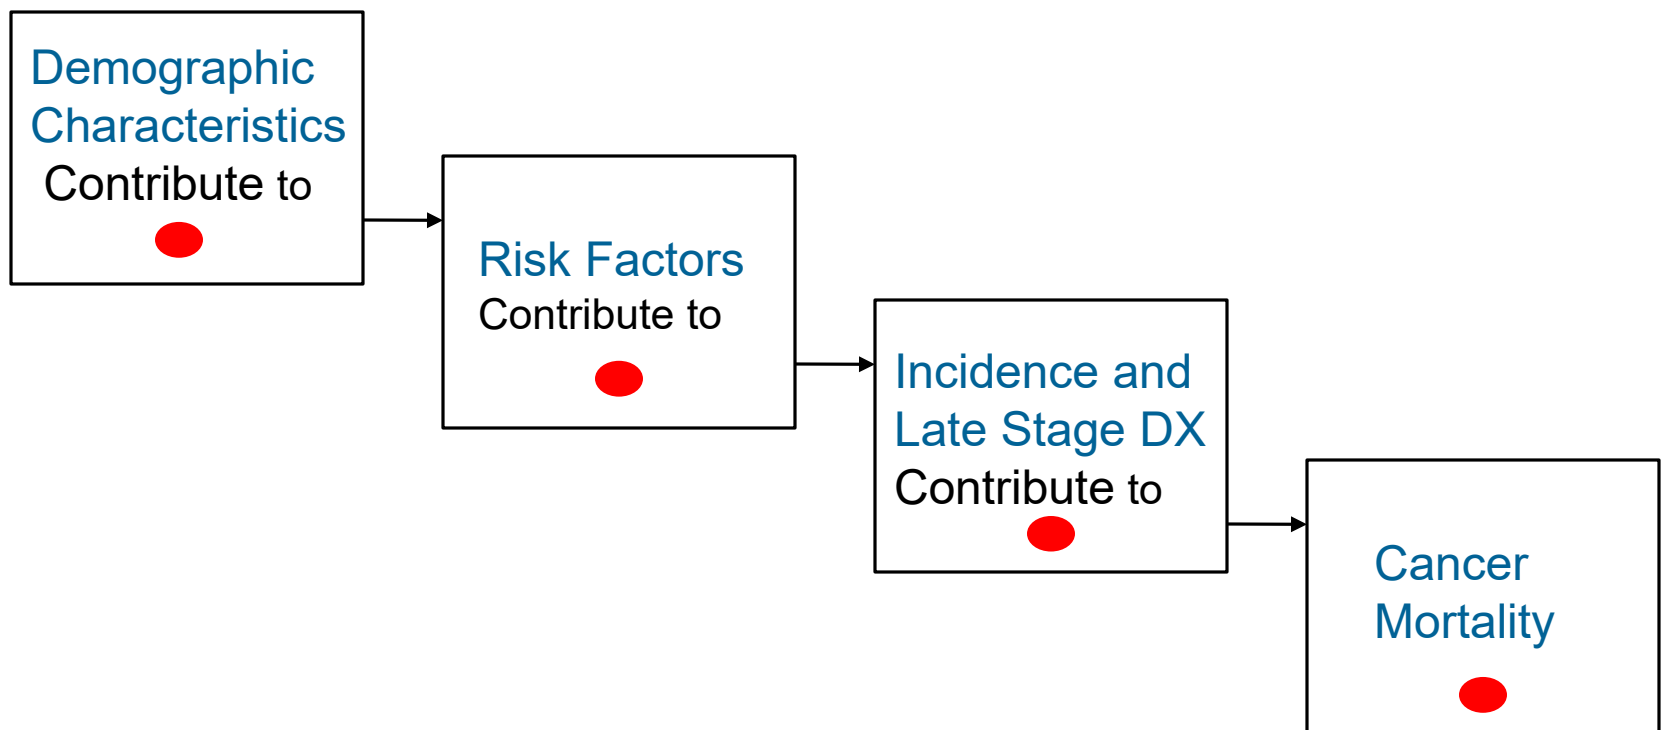 Demographic
Characteristics
Contribute to
Risk Factors
Contribute to
Incidence and
Late Stage DX
Contribute to
Cancer
Mortality